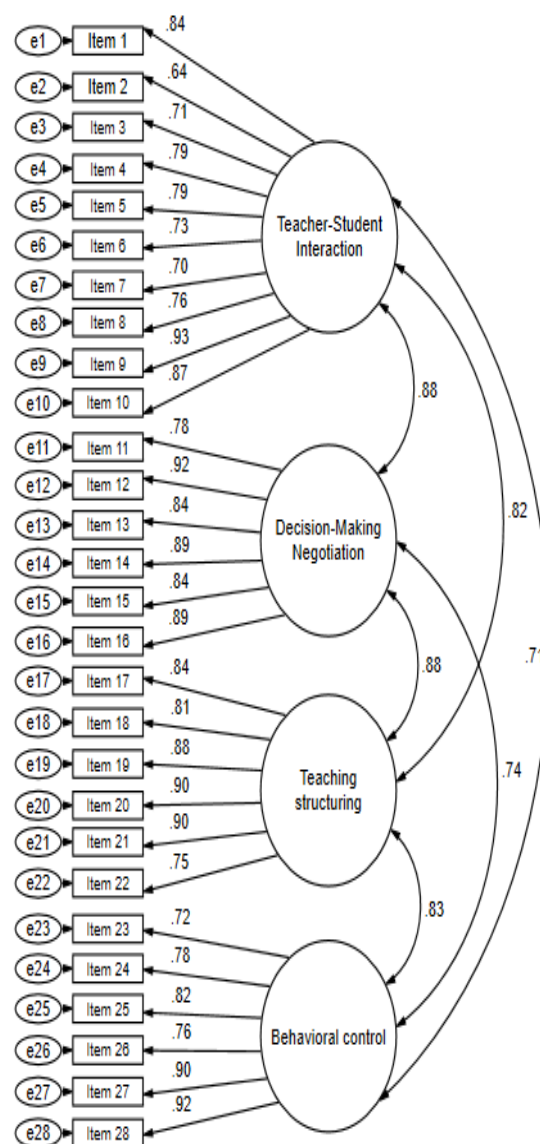 e1 Item 1 .84
e2 Item 2 .64
e3 Item 3 .71
e4 Item 4 .79
e5 Item 5 .79
e6 Item 6 .73
e7 Item 7 .70
e8 Item 8 .76
e9 Item 9 .93
e10 Item 10 .87
Teacher-Student
Interaction
.88
e11 Item 11 .78
e12 Item 12 .92
e13 Item 13 .84
e14 Item 14 .89
e15 Item 15 .84
e16 Item 16 .89
Decision-Making
Negotiation
.82
.71
.88
e17 Item 17 .84
e18 Item 18 .81
e19 Item 19 .88
e20 Item 20 .90
e21 Item 21 .90
e22 Item 22 .75
Teaching
structuring
.74
.83
e23 Item 23 .72
e24 Item 24 .78
e25 Item 25 .82
e26 Item 26 .76
e27 Item 27 .90
e28 Item 28 .92
Behavioral control